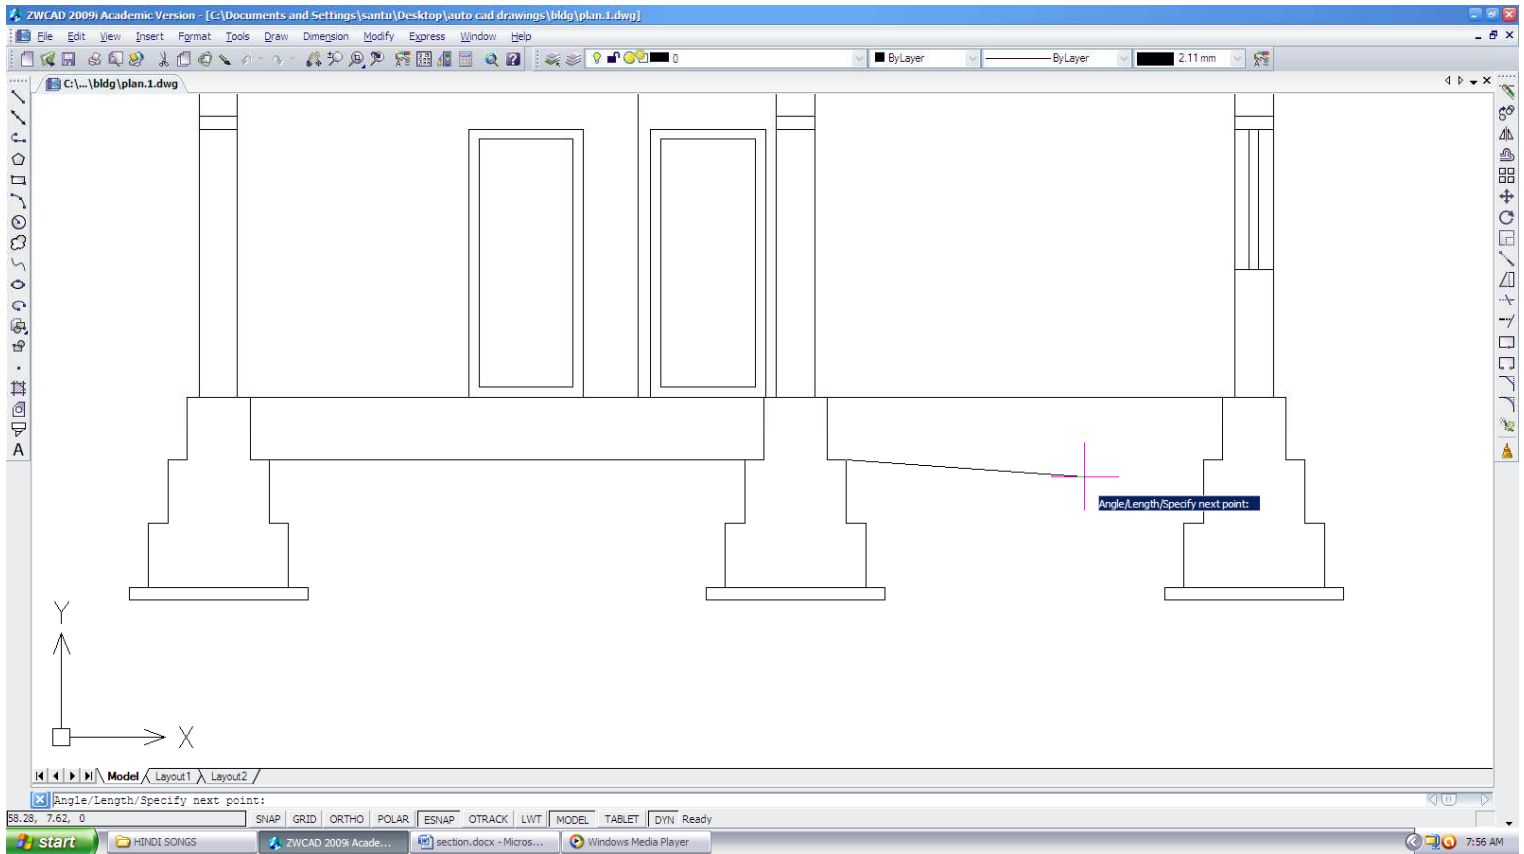 ZWCAD 2009i Academic Version - [C:\Documents and Settings\santu\Desktop\auto cad drawings\bldg\plan.1.dwg]
File Edit View Insert Format Tools Draw Dimension Modify Express Window Help
0 ByLayer ByLayer 2.11 mm
C:\...\bldg\plan.1.dwg
A
Angle/Length/Specify next point:
Y
X
Model Layout1 Layout2
Angle/Length/Specify next point:
58.28, 7.62, 0 SNAP GRID ORTHO POLAR ESNAP OTRACK LWT MODEL TABLET DYN Ready
start HINDI SONGS ZWCAD 2009i Acade... section.docx - Micros... Windows Media Player 7:56 AM